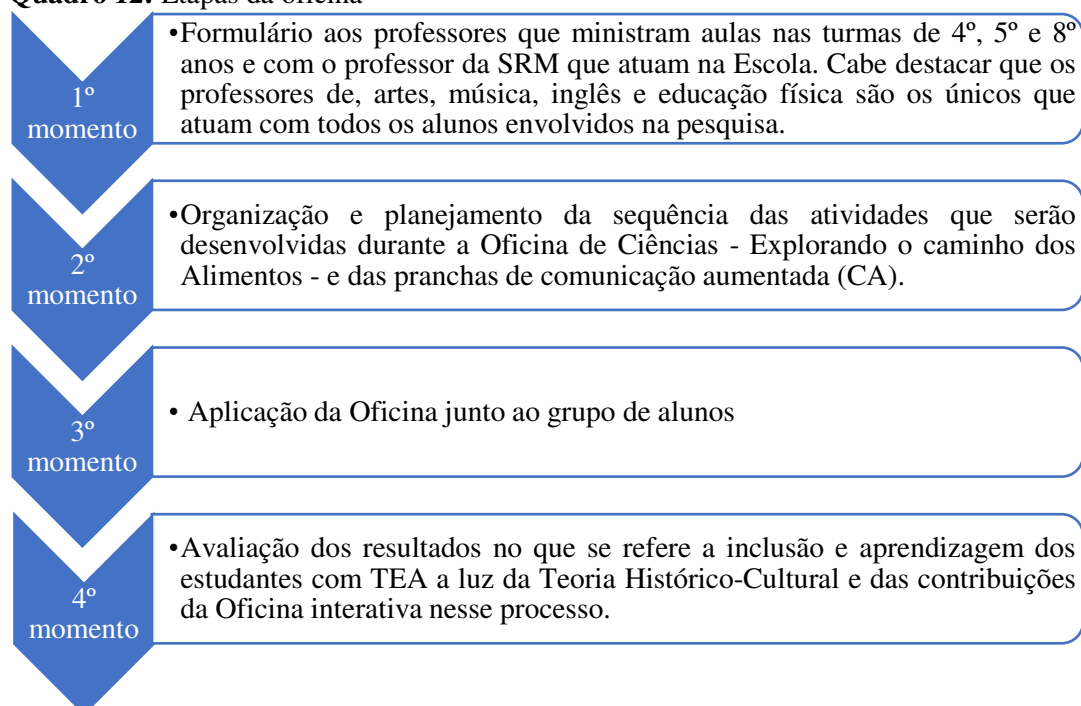 Quadro 12: Etapas da oficina
1º
momento
•Formulário aos professores que ministram aulas nas turmas de 4º, 5º e 8º
anos e com o professor da SRM que atuam na Escola. Cabe destacar que os
professores de, artes, música, inglês e educação física são os únicos que
atuam com todos os alunos envolvidos na pesquisa.
2º
momento
•Organização e planejamento da sequência das atividades que serão
desenvolvidas durante a Oficina de Ciências - Explorando o caminho dos
Alimentos - e das pranchas de comunicação aumentada (CA).
3º
momento
• Aplicação da Oficina junto ao grupo de alunos
4º
momento
•Avaliação dos resultados no que se refere a inclusão e aprendizagem dos
estudantes com TEA a luz da Teoria Histórico-Cultural e das contribuições
da Oficina interativa nesse processo.